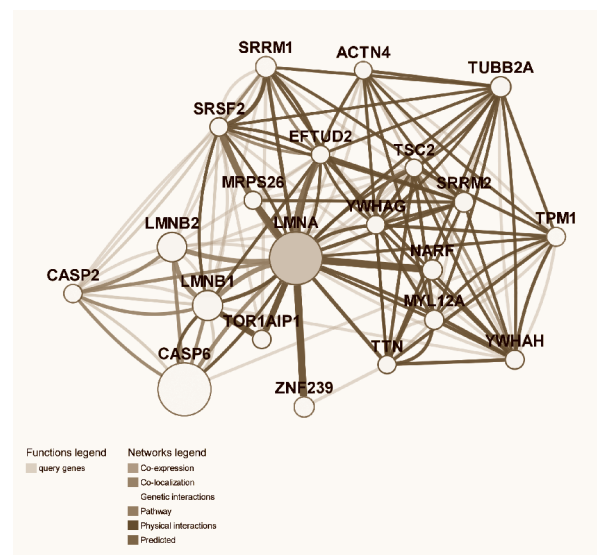 SRRM1
ACTN4
TUBB2A
SRSF2
EFTUD2
TSC2
MRPS26
SRRM2
YWHAG
LMNB2
LMNA
TPM1
CASP2
LMNB1
NARF
MYL12A
TOR1AIP1
CASP6
TTN
YWHAH
ZNF239
Functions legend
query genes
Networks legend
Co-expression
Co-localization
Genetic interactions
Pathway
Physical interactions
Predicted